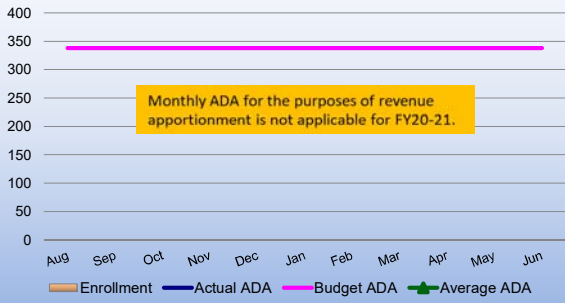 400
350
300
250
200
150
100
50
0
Monthly ADA for the purposes of revenue
apportionment is not applicable for FY20-21.
Aug Sep Oct Nov Dec Jan Feb Mar Apr May Jun
Enrollment Actual ADA Budget ADA Average ADA